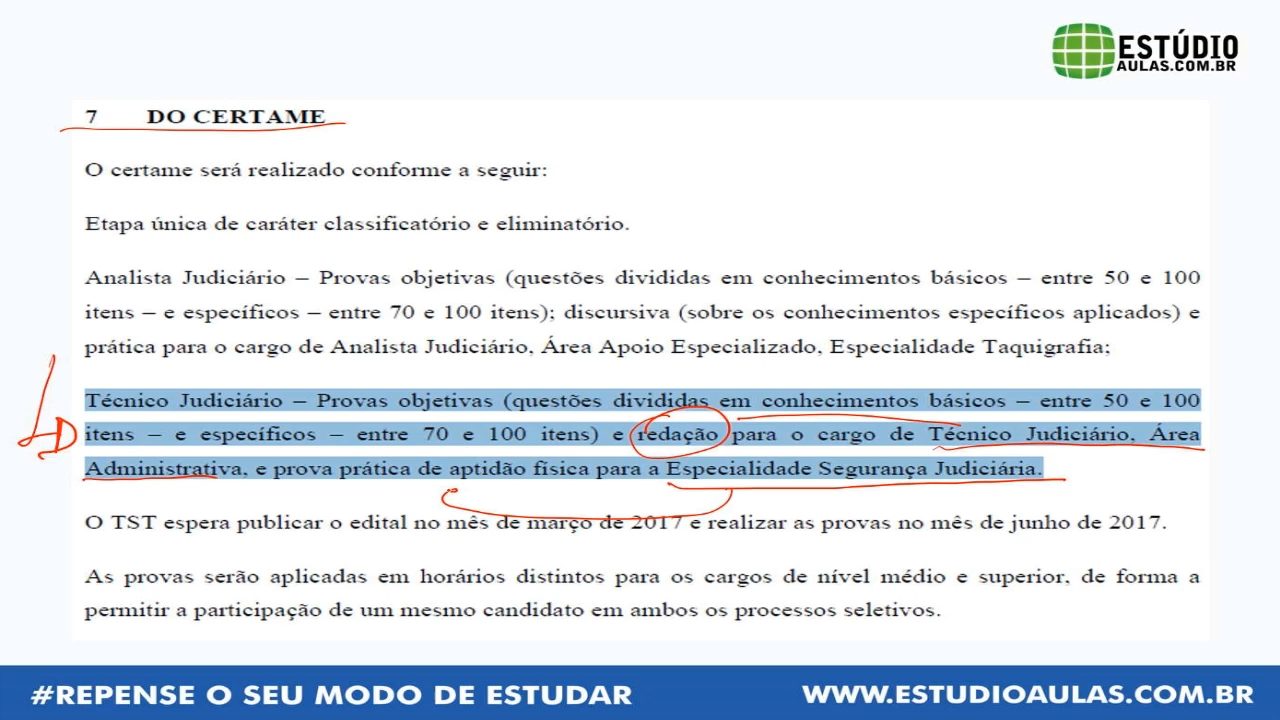 ESTÚDIO
AULAS.COM.BR
7 DO CERTAME
O certame será realizado conforme a seguir:
Etapa única de caráter classificatório e eliminatório.
Analista Judiciário – Provas objetivas (questões divididas em conhecimentos básicos – entre 50 e 100
itens – e específicos – entre 70 e 100 itens); discursiva (sobre os conhecimentos específicos aplicados) e
prática para o cargo de Analista Judiciário, Área Apoio Especializado, Especialidade Taquigrafia;
Técnico Judiciário – Provas objetivas (questões divididas em conhecimentos básicos – entre 50 e 100
itens – e específicos – entre 70 e 100 itens) e redação para o cargo de Técnico Judiciário, Área
Administrativa, e prova prática de aptidão física para a Especialidade Segurança Judiciária.
O TST espera publicar o edital no mês de março de 2017 e realizar as provas no mês de junho de 2017.
As provas serão aplicadas em horários distintos para os cargos de nível médio e superior, de forma a
permitir a participação de um mesmo candidato em ambos os processos seletivos.
#REPENSE O SEU MODO DE ESTUDAR
WWW.ESTUDIOAULAS.COM.BR